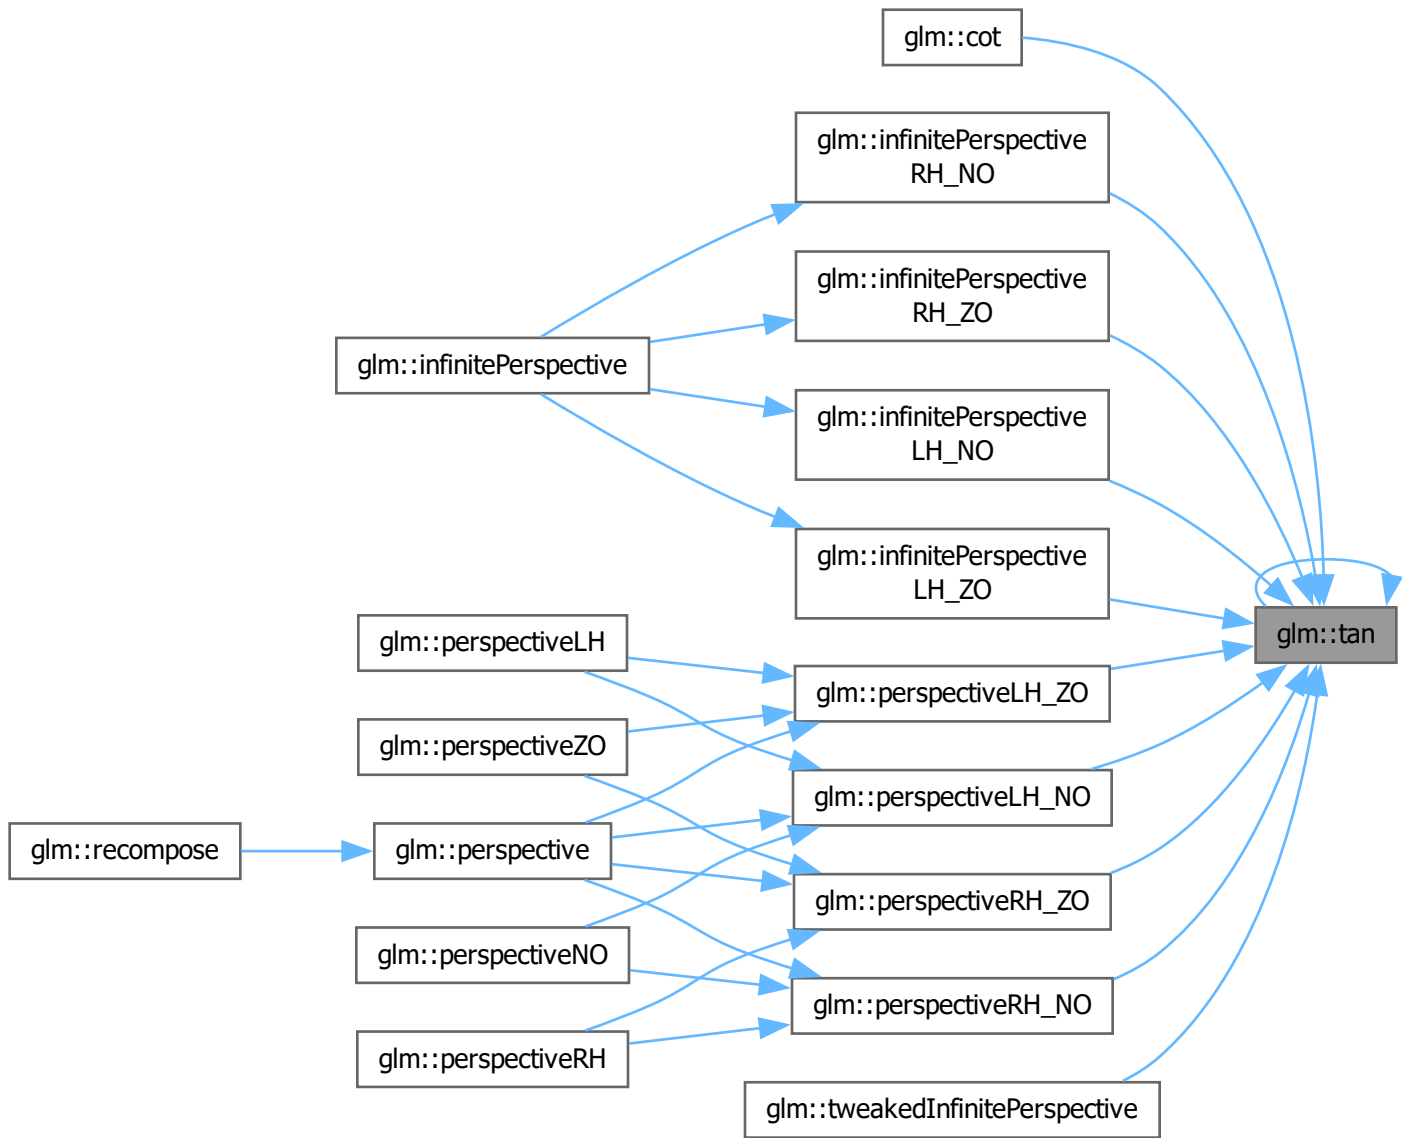 glm::cot
glm::infinitePerspective
RH_NO
glm::infinitePerspective
RH_ZO
glm::infinitePerspective
glm::infinitePerspective
LH_NO
glm::infinitePerspective
LH_ZO
glm::tan
glm::perspectiveLH
glm::perspectiveLH_ZO
glm::perspectiveZO
glm::perspectiveLH_NO
glm::recompose
glm::perspective
glm::perspectiveRH_ZO
glm::perspectiveNO
glm::perspectiveRH_NO
glm::perspectiveRH
glm::tweakedInfinitePerspective